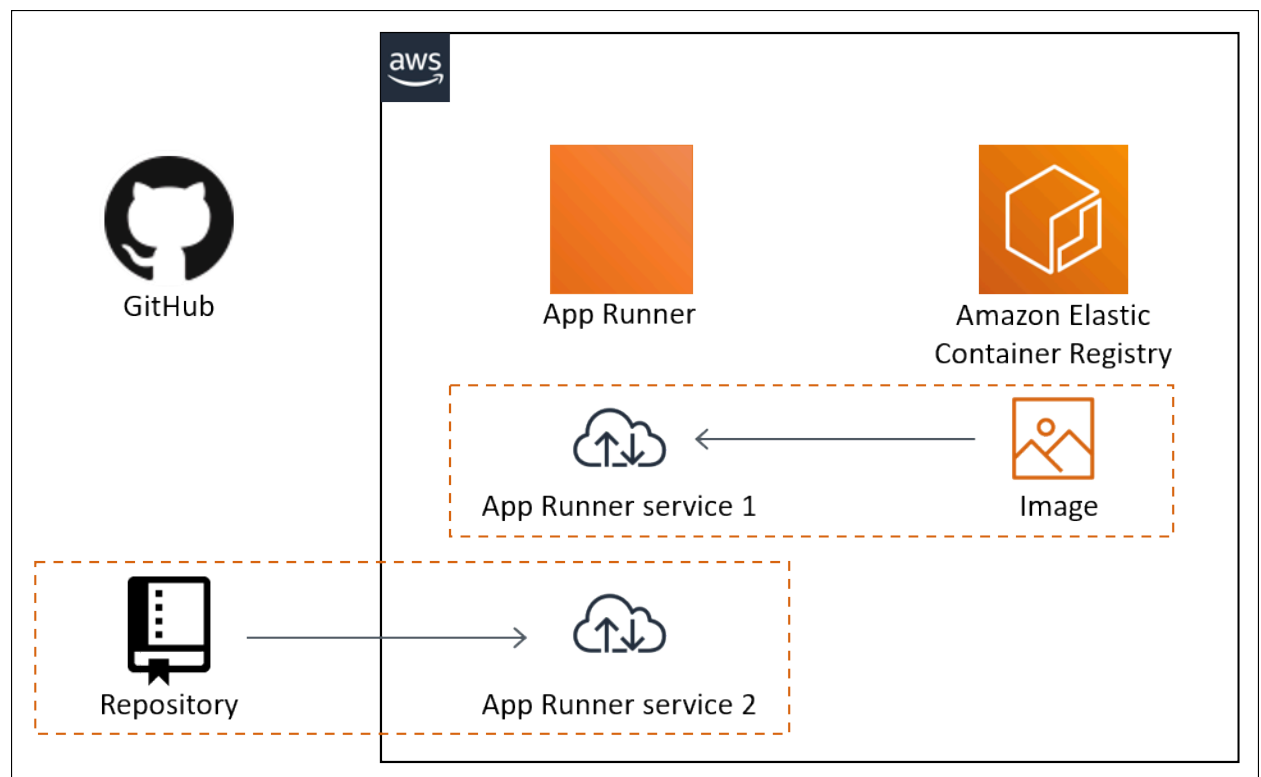 aws
GitHub
App Runner
Amazon Elastic
Container Registry
App Runner service 1
Image
Repository
App Runner service 2